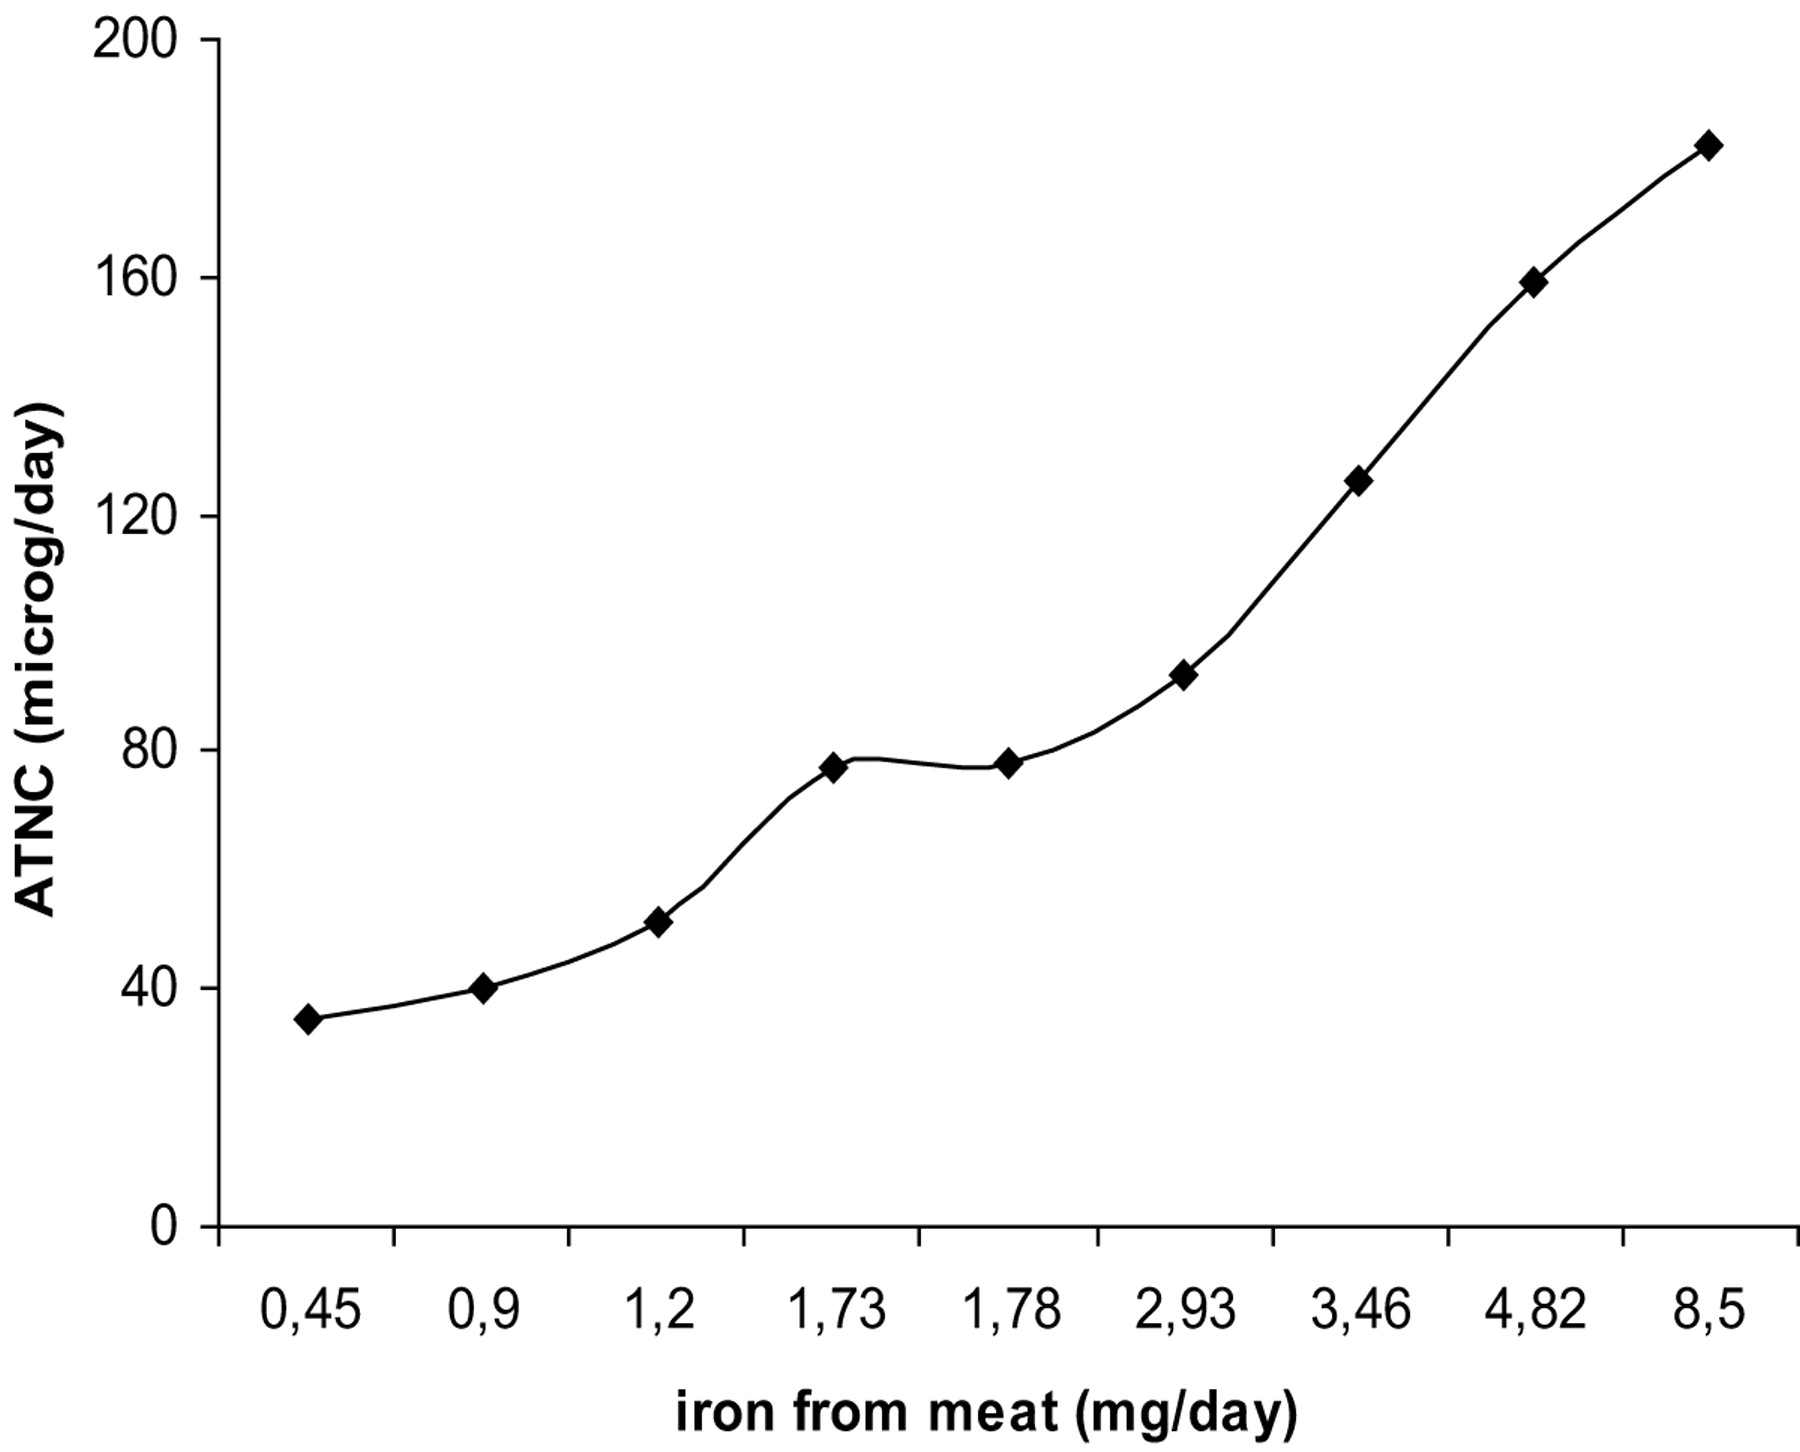 200
160
120
80
40
0
ATNC (microg/day)
0,45 0,9 1,2 1,73 1,78 2,93 3,46 4,82 8,5
iron from meat (mg/day)